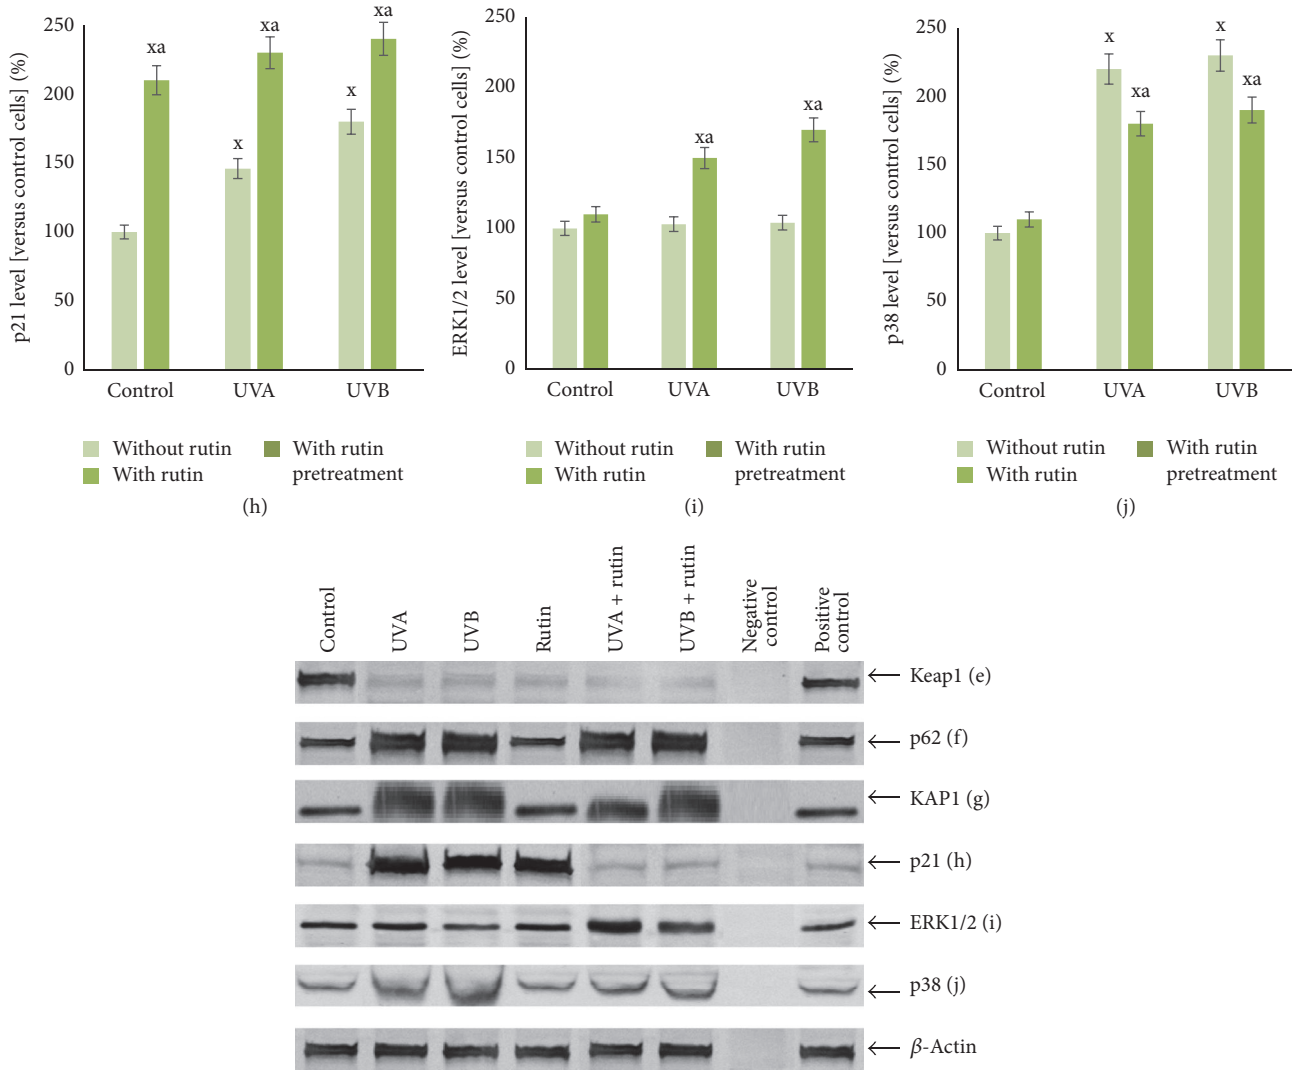 p21 level [versus control cells] (%)
250
200
150
100
50
0
x
xa
xa
x
xa
Control
UVA
UVB
Without rutin
With rutin
With rutin
pretreatment
(h)
ERK1/2 level [versus control cells] (%)
250
200
150
100
50
0
xa
xa
Control
UVA
UVB
Without rutin
With rutin
With rutin
pretreatment
(i)
p38 level [versus control cells] (%)
250
200
150
100
50
0
x
xa
x
xa
Control
UVA
UVB
Without rutin
With rutin
With rutin
pretreatment
(j)
Control
UVA
UVB
Rutin
UVA + rutin
UVB + rutin
Negative
control
Positive
control
Keap1 (e)
p62 (f)
KAP1 (g)
p21 (h)
ERK1/2 (i)
p38 (j)
β-Actin